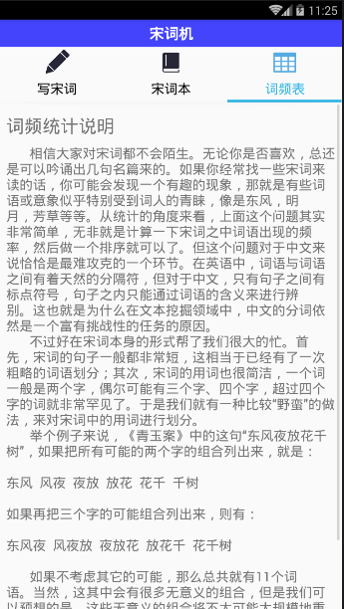 11:25
宋词机
写宋词
宋词本
词频表
词频统计说明
相信大家对宋词都不会陌生。无论你是否喜欢，总还
是可以吟诵出几句名篇来的。如果你经常找一些宋词来
读的话，你可能会发现一个有趣的现象，那就是有些词
语或意象似乎特别受到词人的青睐，像是东风，明
月，芳草等等。从统计的角度来看，上面这个问题其实
非常简单，无非就是计算一下宋词之中词语出现的频
率，然后做一个排序就可以了。但这个问题对于中文来
说恰恰是最难攻克的一个环节。在英语中，词语与词语
之间有着天然的分隔符，但对于中文，只有句子之间有
标点符号，句子之内只能通过词语的含义来进行辨
别。这也就是为什么在文本挖掘领域中，中文的分词依
然是一个富有挑战性的任务的原因。
不过好在宋词本身的形式帮了我们很大的忙。首
先，宋词的句子一般都非常短，这相当于已经有了一次
粗略的词语划分；其次，宋词的用词也很简洁，一个词
一般是两个字，偶尔可能有三个字、四个字，超过四个
字的词就非常罕见了。于是我们就有一种比较“野蛮”的做
法，来对宋词中的用词进行划分。
举个例子来说，《青玉案》中的这句“东风夜放花千
树”，如果把所有可能的两个字的组合列出来，就是：
东风 风夜 夜放 放花 花千 千树
如果再把三个字的可能组合列出来，则有：
东风夜 风夜放 夜放花 放花千 花千树
如果不考虑其它的可能，那么总共就有11个词
语。当然，这其中会有很多无意义的组合，但是我们可
以预想的是，这些无意义的组合将不大可能大规模地重